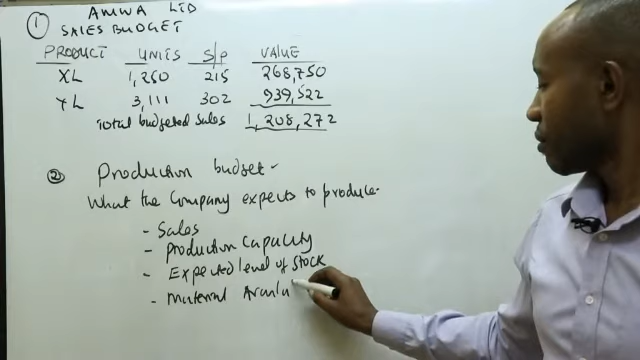 ① AMWA LTD
SALES BUDGET
PRODUCT UNITS S/P VALUE
XL 1,250 215 268,750
YL 3,111 302 939,522
Total budgeted Sales 1,208,272
② Production budget-
What the Company expects to produce.
- Sales
- Production Capacity
- Expected level of Stock
- Material Availa